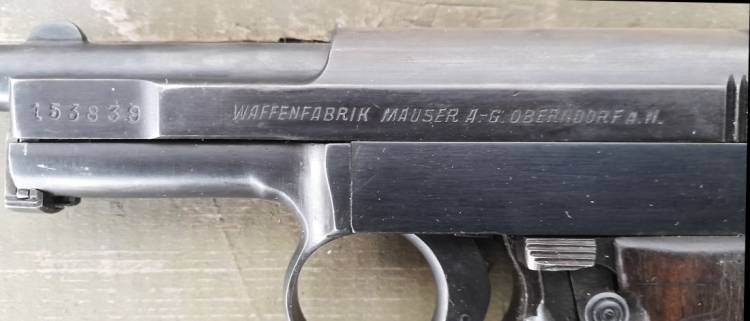 153839
WAFFENFABRIK MAUSER A.-G. OBERNDORF A.N.